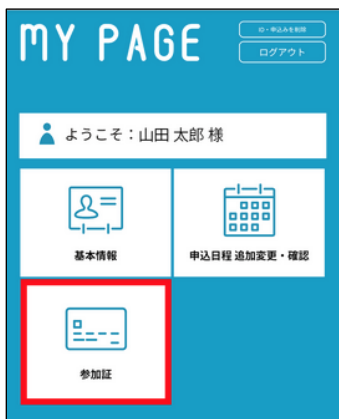 MY PAGE
ID・申込みを削除
ログアウト
ようこそ：山田 太郎 様
基本情報
申込日程 追加変更・確認
参加証